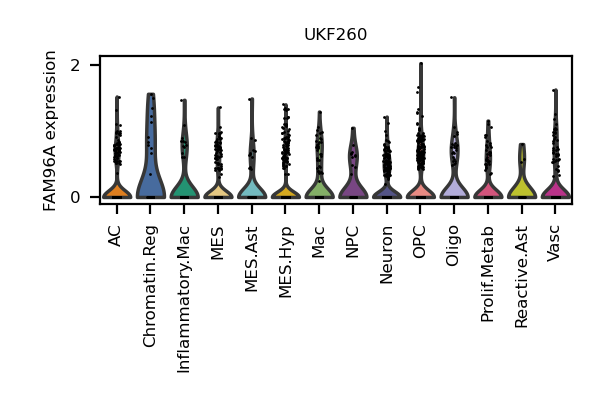 UKF260
FAM96A expression
2
0
AC
Chromatin.Reg
Inflammatory.Mac
MES
MES.Ast
MES.Hyp
Mac
NPC
Neuron
OPC
Oligo
Prolif.Metab
Reactive.Ast
Vasc